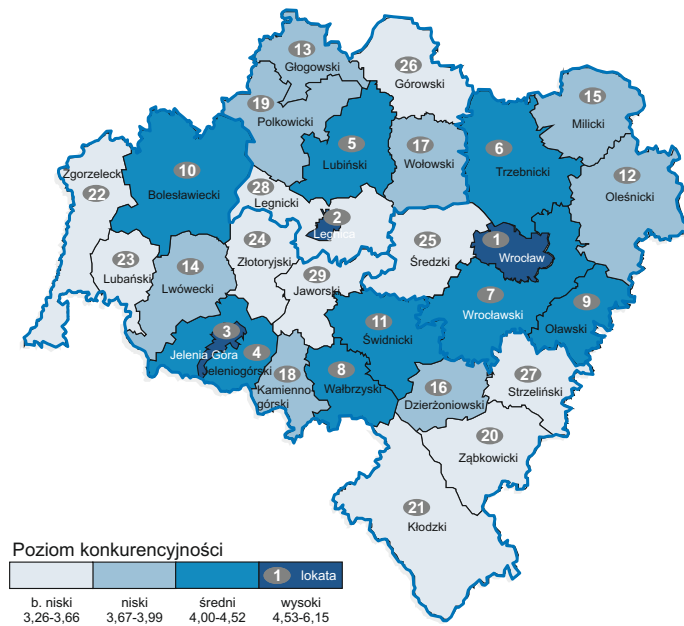 13
Głogowski
26
Górowski
19
Polkowicki
15
Milicki
5
Lubiński
17
Wołowski
6
Trzebnicki
10
Bolesławiecki
12
Oleśnicki
Zgorzelecki
22
28
Legnicki
2
Legnica
24
Złotoryjski
25
Średzki
1
Wrocław
23
Lubański
14
Lwówecki
29
Jaworski
7
Wrocławski
9
Oławski
11
Świdnicki
3
Jelenia Góra
4
Jeleniogórski
18
Kamienno-
górski
8
Wałbrzyski
16
Dzierżoniowski
27
Strzeliński
20
Ząbkowicki
21
Kłodzki
Poziom konkurencyjności
1 lokata
b. niski niski średni wysoki
3,26-3,66 3,67-3,99 4,00-4,52 4,53-6,15